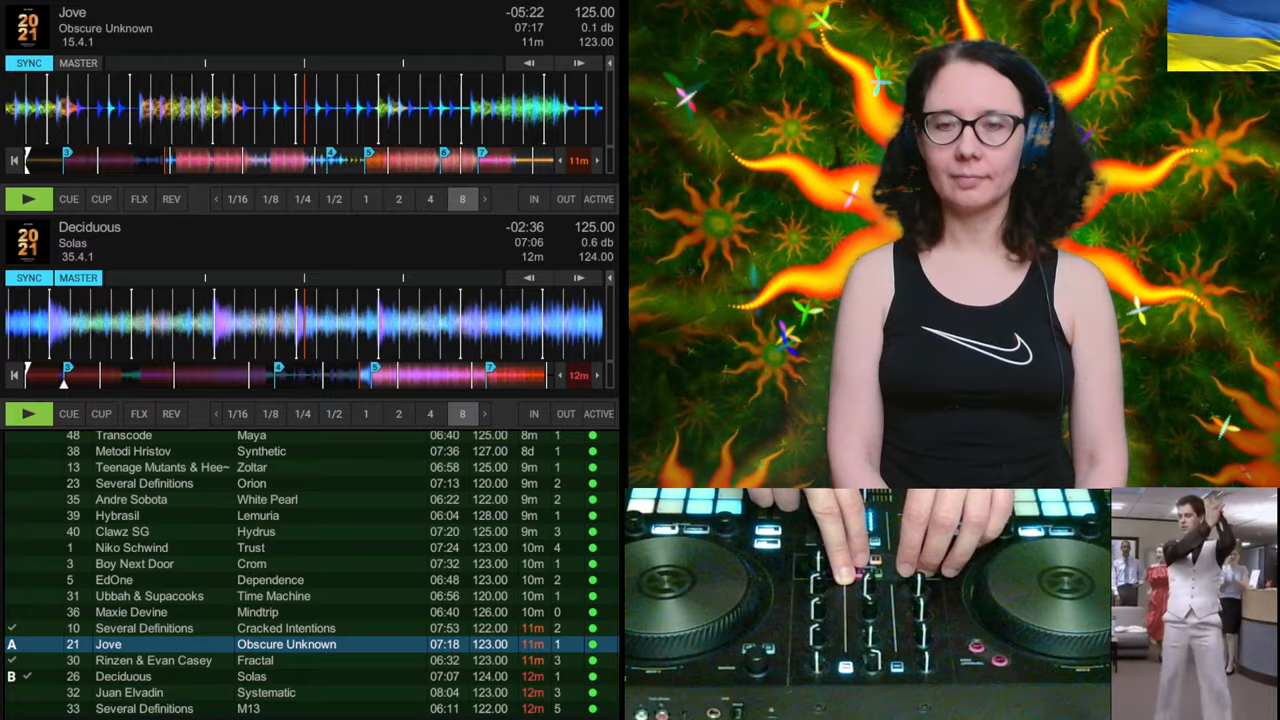 20
21
Jove
-05:22
125.00
Obscure Unknown
07:17
0.1 db
15.4.1
11m
123.00
SYNC MASTER
3 4 5 6 7
11m
CUE CUP FLX REV 1/16 1/8 1/4 1/2 1 2 4 8 IN OUT ACTIVE
20
21
Deciduous
-02:36
125.00
Solas
07:06
0.6 db
35.4.1
12m
124.00
SYNC MASTER
3 4 5 7
12m
CUE CUP FLX REV 1/16 1/8 1/4 1/2 1 2 4 8 IN OUT ACTIVE
48 Transcode Maya 06:40 125.00 8m 1
38 Metodi Hristov Synthetic 07:36 127.00 8d 1
13 Teenage Mutants & Hee~ Zoltar 06:58 125.00 9m 1
23 Several Definitions Orion 07:13 120.00 9m 2
35 Andre Sobota White Pearl 06:22 122.00 9m 2
39 Hybrasil Lemuria 06:04 128.00 9m 1
40 Clawz SG Hydrus 07:20 125.00 9m 3
1 Niko Schwind Trust 07:24 123.00 10m 4
3 Boy Next Door Crom 07:32 123.00 10m 1
5 EdOne Dependence 06:48 123.00 10m 2
31 Ubbah & Supacooks Time Machine 06:56 120.00 10m 1
36 Maxie Devine Mindtrip 06:40 126.00 10m 0
10 Several Definitions Cracked Intentions 07:53 122.00 11m 2
A 21 Jove Obscure Unknown 07:18 123.00 11m 1
30 Rinzen & Evan Casey Fractal 06:32 123.00 11m 3
B 26 Deciduous Solas 07:07 124.00 12m 1
32 Juan Elvadin Systematic 08:04 123.00 12m 3
33 Several Definitions M13 06:11 122.00 12m 5